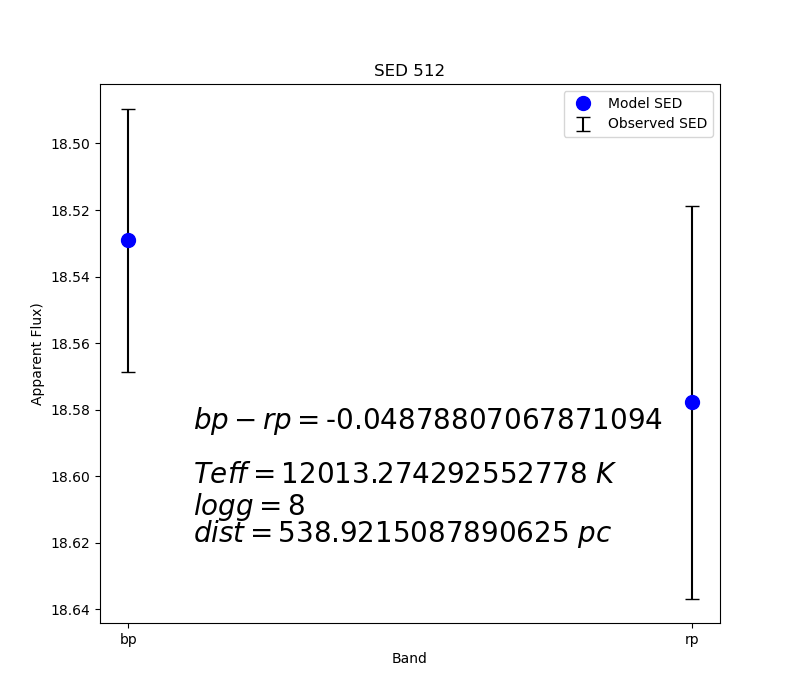 SED 512
Model SED
Observed SED
18.50
18.52
18.54
18.56
18.58
18.60
18.62
18.64
Apparent Flux)
bp − rp = -0.04878807067871094
Teff = 12013.274292552778 K
logg = 8
dist = 538.9215087890625 pc
bp
rp
Band